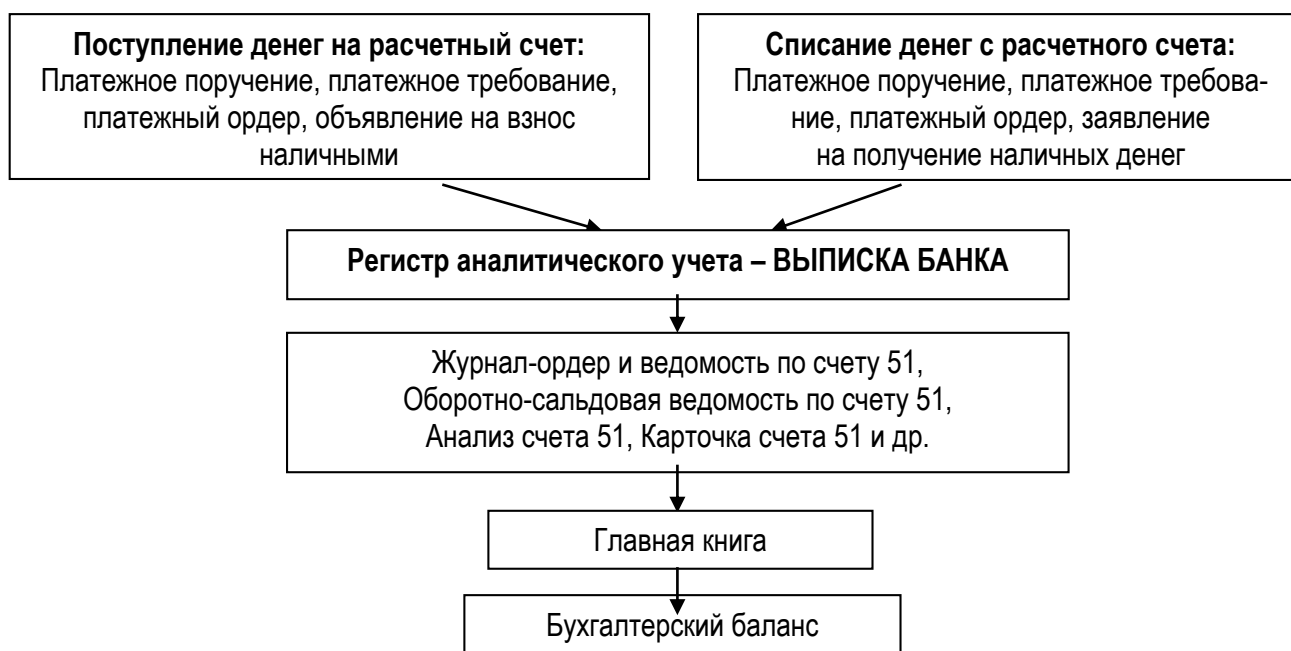 Поступление денег на расчетный счет:
Платежное поручение, платежное требование,
платежный ордер, объявление на взнос
наличными
Списание денег с расчетного счета:
Платежное поручение, платежное требова-
ние, платежный ордер, заявление
на получение наличных денег
Регистр аналитического учета – ВЫПИСКА БАНКА
Журнал-ордер и ведомость по счету 51,
Оборотно-сальдовая ведомость по счету 51,
Анализ счета 51, Карточка счета 51 и др.
Главная книга
Бухгалтерский баланс